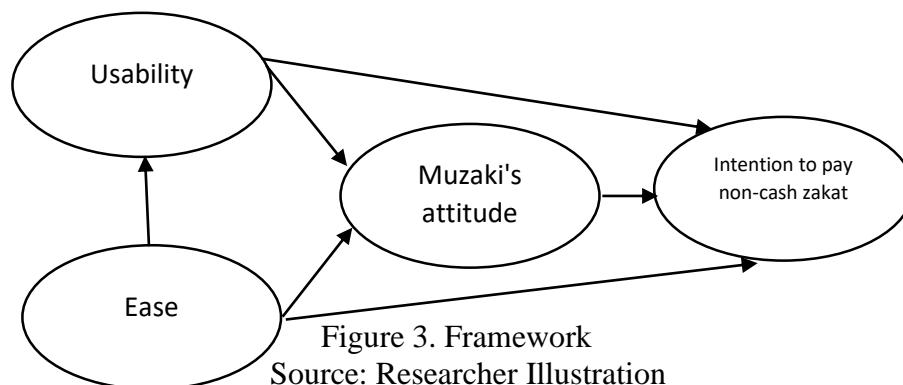 Usability
Intention to pay
non-cash zakat
Muzaki's
attitude
Ease
Figure 3. Framework
Source: Researcher Illustration